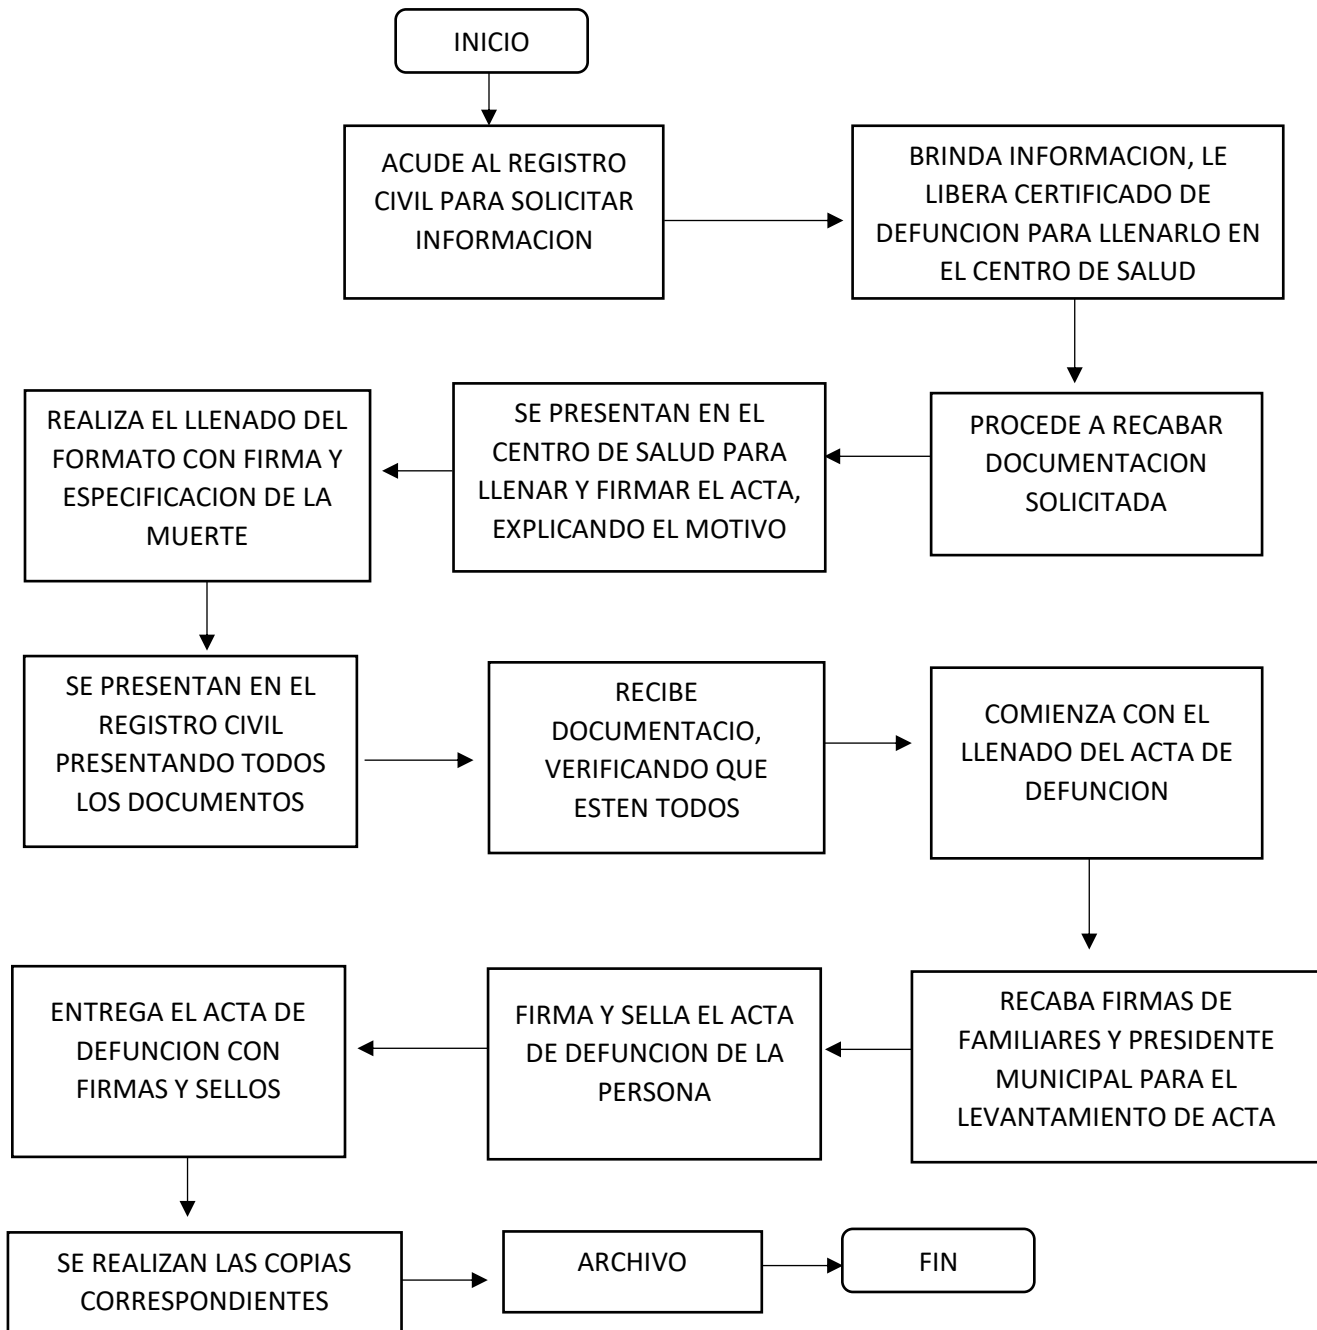 INICIO
ACUDE AL REGISTRO
CIVIL PARA SOLICITAR
INFORMACION
BRINDA INFORMACION, LE
LIBERA CERTIFICADO DE
DEFUNCION PARA LLENARLO EN
EL CENTRO DE SALUD
PROCEDE A RECABAR
DOCUMENTACION
SOLICITADA
SE PRESENTAN EN EL
CENTRO DE SALUD PARA
LLENAR Y FIRMAR EL ACTA,
EXPLICANDO EL MOTIVO
REALIZA EL LLENADO DEL
FORMATO CON FIRMA Y
ESPECIFICACION DE LA
MUERTE
SE PRESENTAN EN EL
REGISTRO CIVIL
PRESENTANDO TODOS
LOS DOCUMENTOS
RECIBE
DOCUMENTACIO,
VERIFICANDO QUE
ESTEN TODOS
COMIENZA CON EL
LLENADO DEL ACTA DE
DEFUNCION
RECABA FIRMAS DE
FAMILIARES Y PRESIDENTE
MUNICIPAL PARA EL
LEVANTAMIENTO DE ACTA
FIRMA Y SELLA EL ACTA
DE DEFUNCION DE LA
PERSONA
ENTREGA EL ACTA DE
DEFUNCION CON
FIRMAS Y SELLOS
SE REALIZAN LAS COPIAS
CORRESPONDIENTES
ARCHIVO
FIN